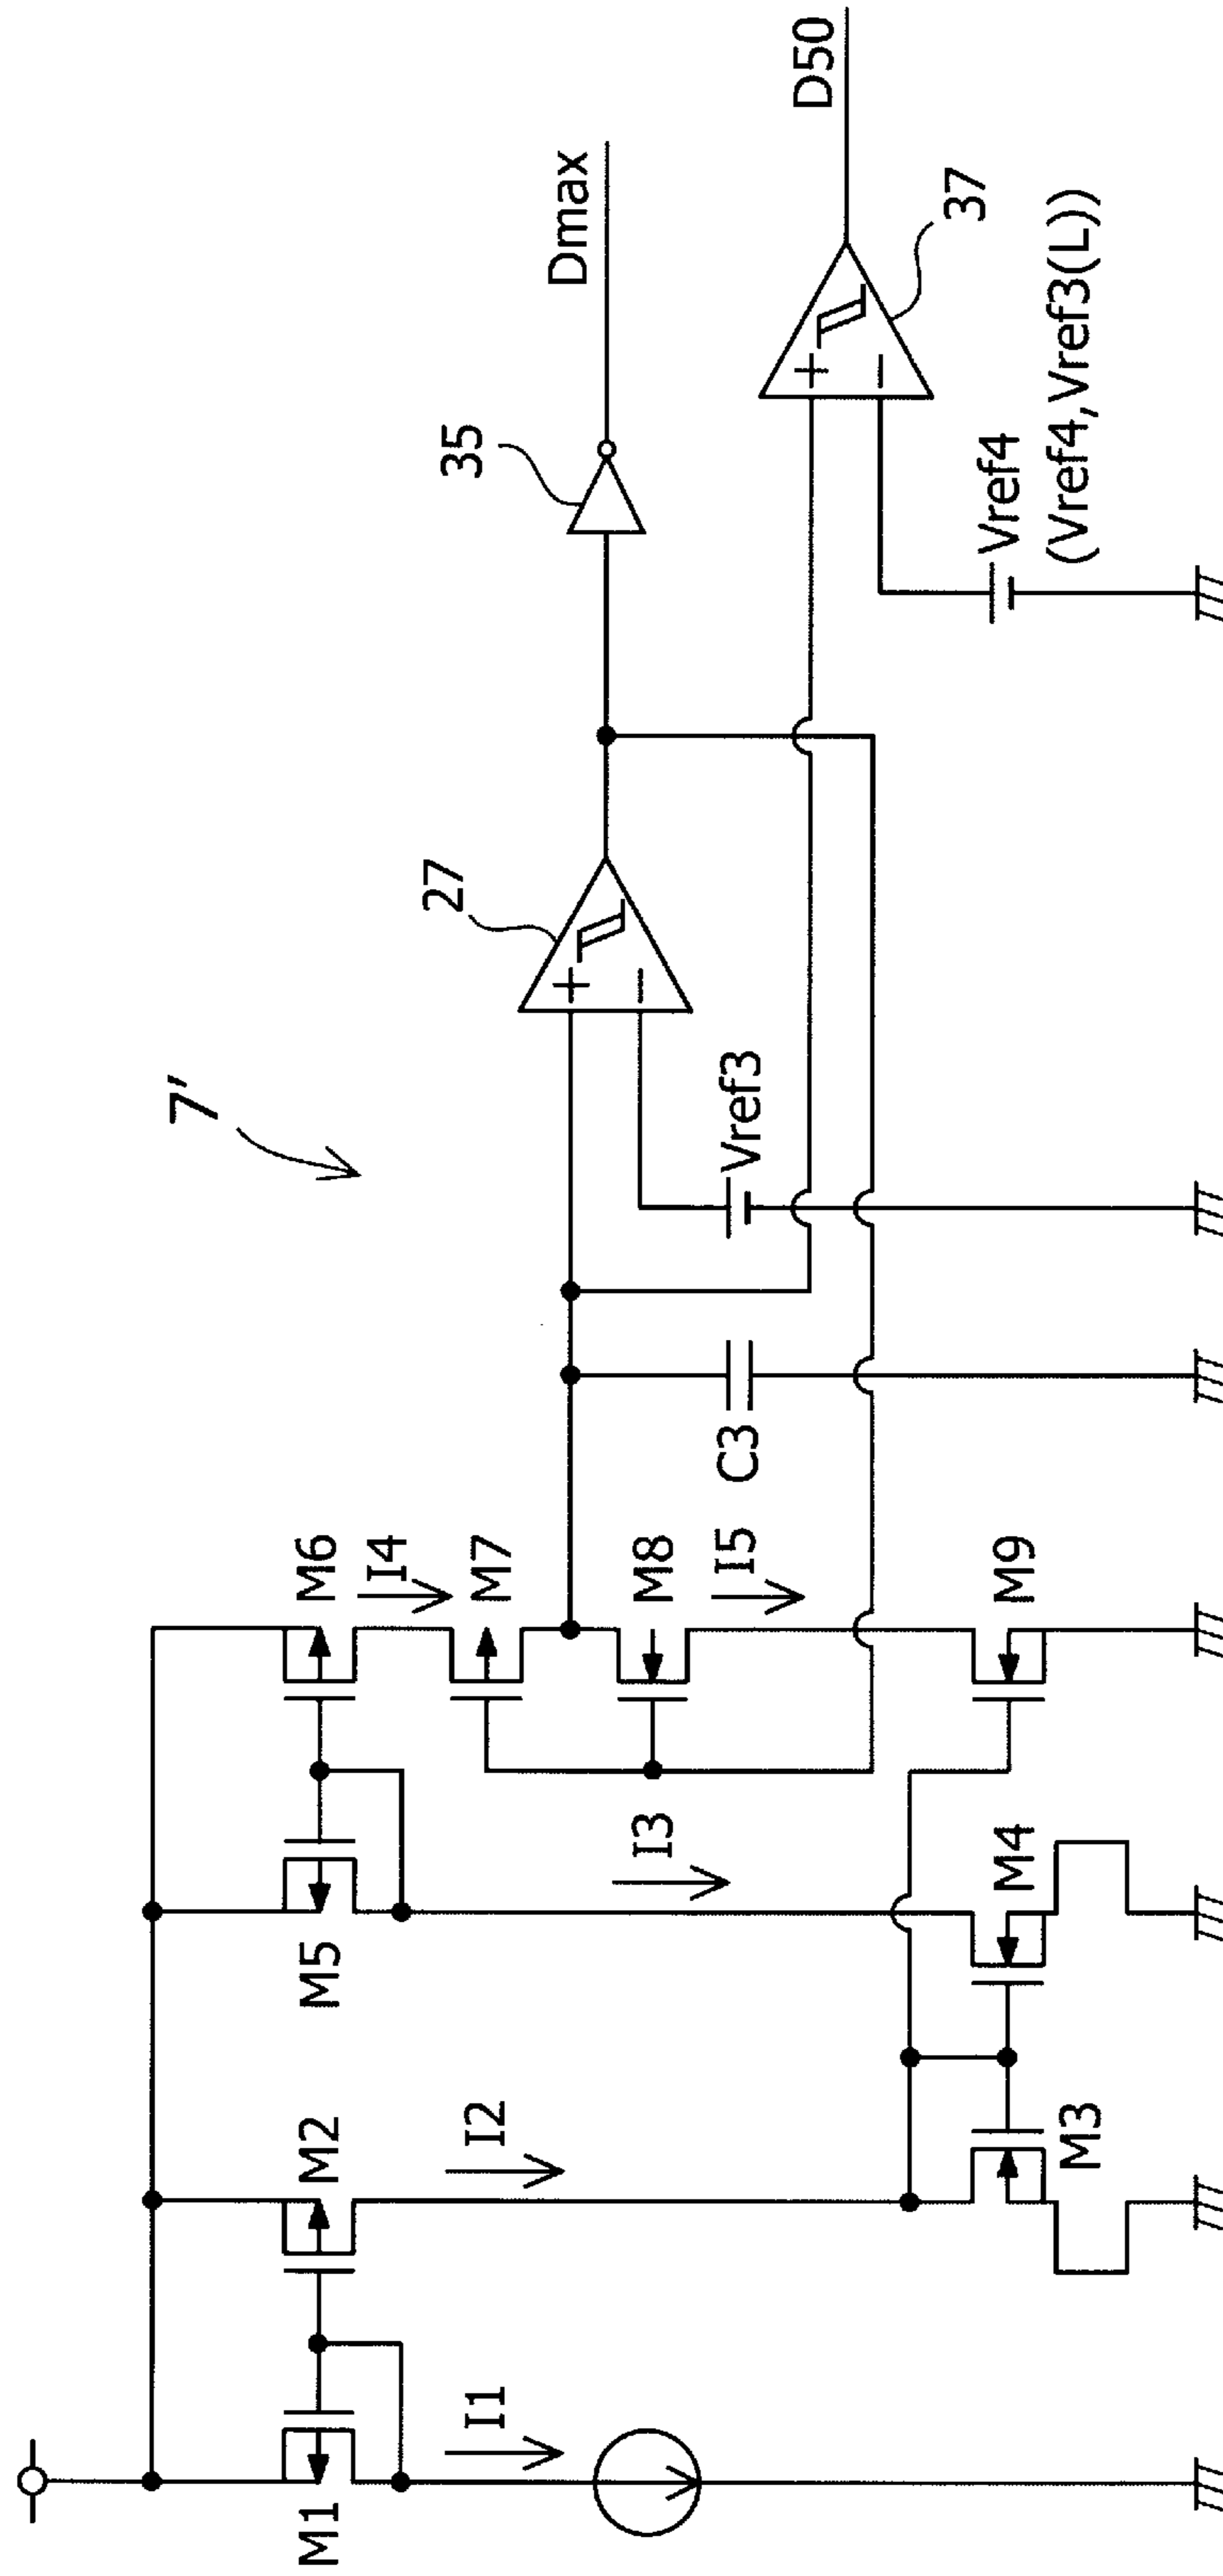 7'
27
35
Dmax
D50
37
Vref3
Vref4
(Vref4,Vref3(L))
C3
M6
I4
M7
M8
I5
M9
M5
I3
M4
M2
I2
M3
M1
I1
+
−
+
−